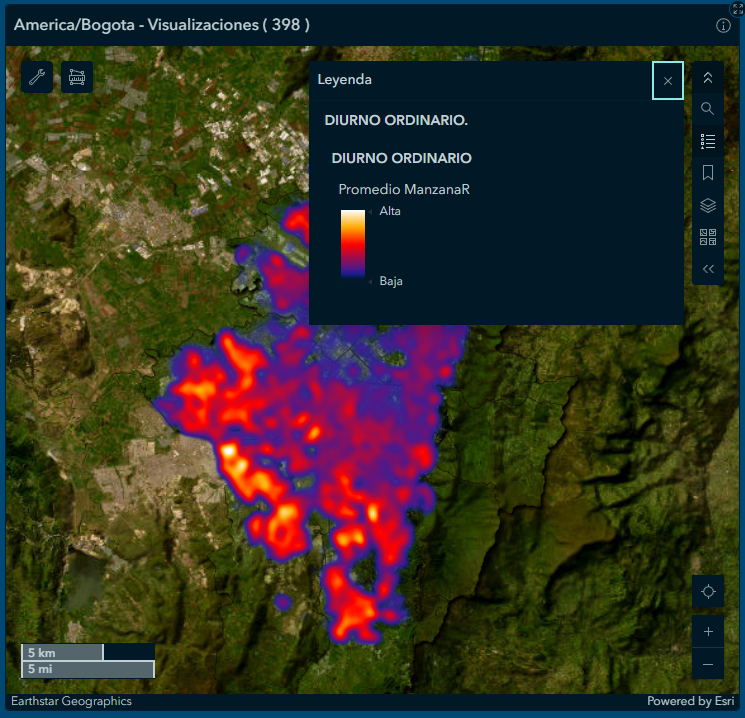 America/Bogota - Visualizaciones ( 398 )
Leyenda
DIURNO ORDINARIO.
DIURNO ORDINARIO
Promedio ManzanaR
Alta
Baja
5 km
5 mi
Earthstar Geographics
Powered by Esri